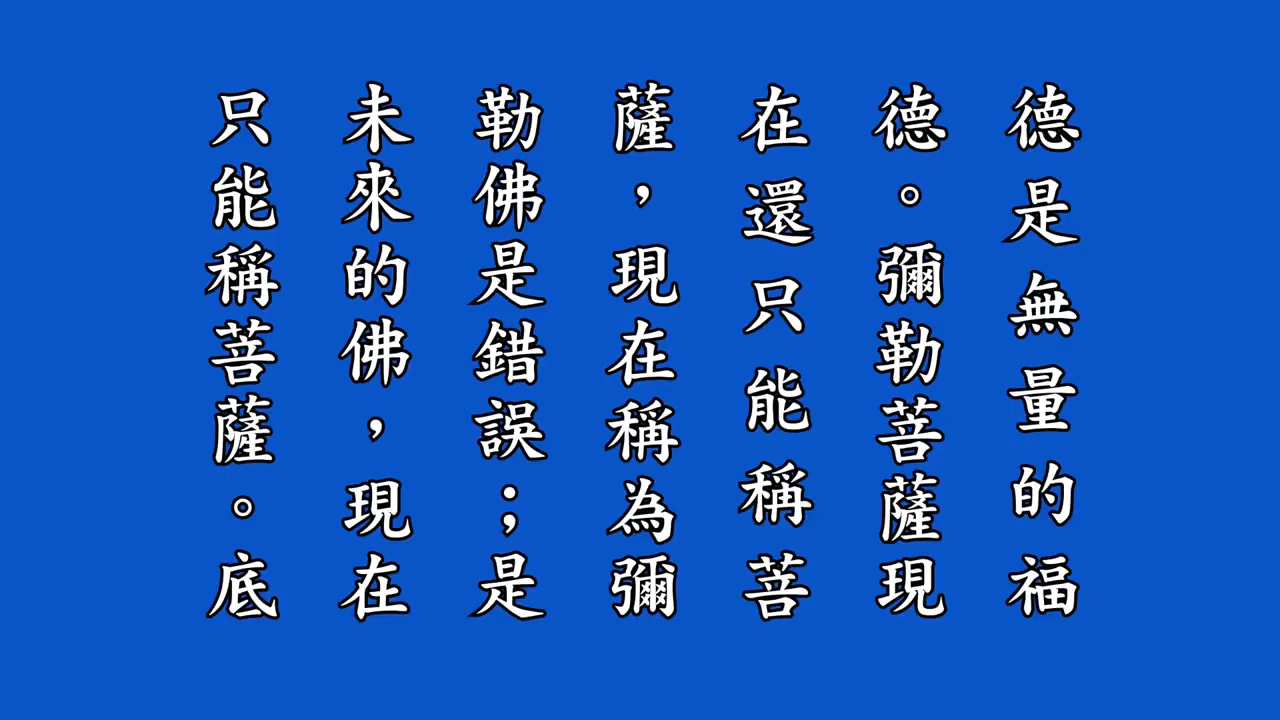 德是無量的福
德。彌勒菩薩現
在還只能稱菩
薩，現在稱為彌
勒佛是錯誤；是
未來的佛，現在
只能稱菩薩。底